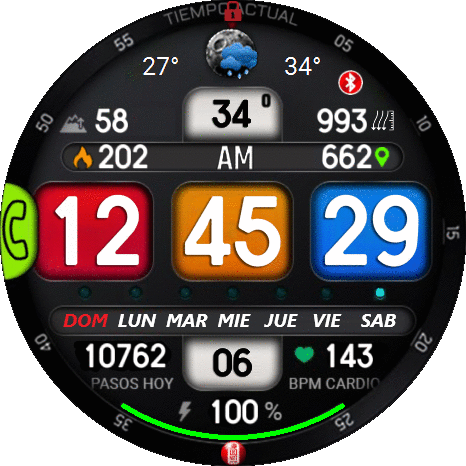 TIEMPO ACTUAL
55 05
27° 34°
50 58 34° 993 10
202 AM 662
12 45 29
15
DOM LUN MAR MIE JUE VIE SAB
40 10762 06 143 20
PASOS HOY BPM CARDIO
35 100 % 25